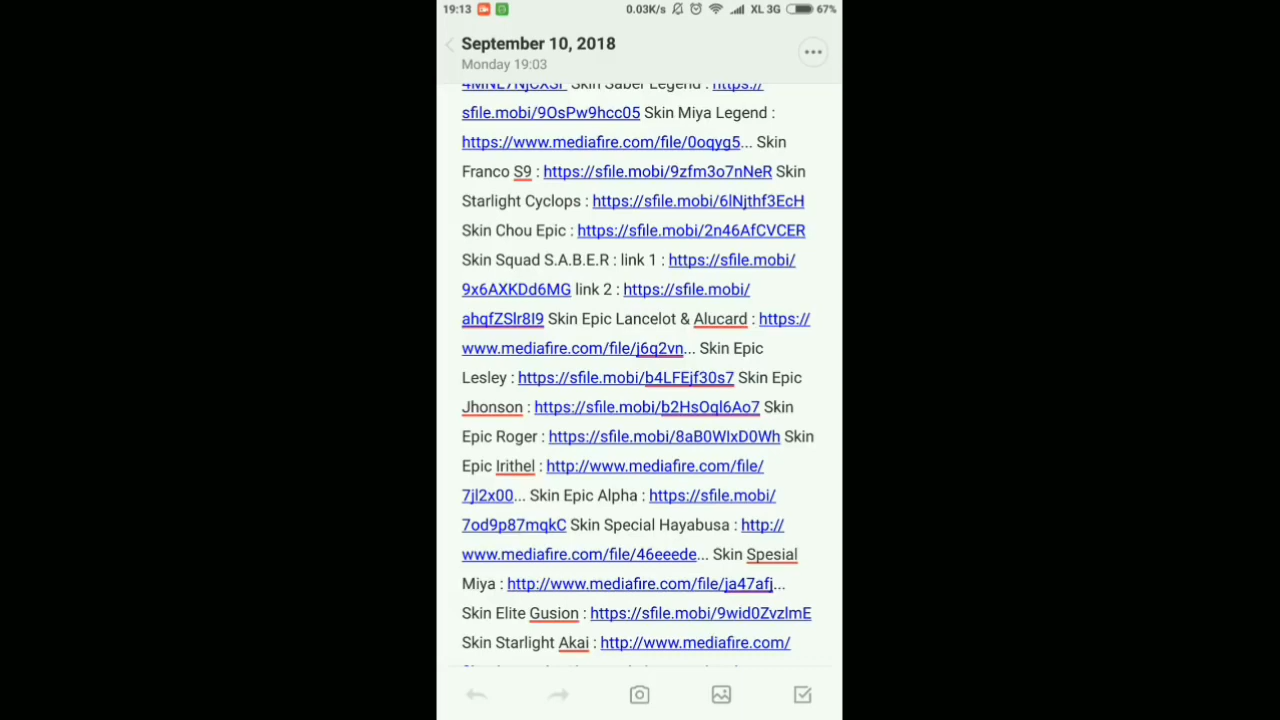 19:13 0.03K/s XL 3G 67%
September 10, 2018
Monday 19:03
4MNL7NjCXSF Skin Saber Legend : https://
sfile.mobi/9OsPw9hcc05 Skin Miya Legend :
https://www.mediafire.com/file/0oqyg5... Skin
Franco S9 : https://sfile.mobi/9zfm3o7nNeR Skin
Starlight Cyclops : https://sfile.mobi/6lNjthf3EcH
Skin Chou Epic : https://sfile.mobi/2n46AfCVCER
Skin Squad S.A.B.E.R : link 1 : https://sfile.mobi/
9x6AXKDd6MG link 2 : https://sfile.mobi/
ahqfZSlr8I9 Skin Epic Lancelot & Alucard : https://
www.mediafire.com/file/j6q2vn... Skin Epic
Lesley : https://sfile.mobi/b4LFEjf30s7 Skin Epic
Jhonson : https://sfile.mobi/b2HsOql6Ao7 Skin
Epic Roger : https://sfile.mobi/8aB0WlxD0Wh Skin
Epic Irithel : http://www.mediafire.com/file/
7jl2x00... Skin Epic Alpha : https://sfile.mobi/
7od9p87mqkC Skin Special Hayabusa : http://
www.mediafire.com/file/46eeede... Skin Spesial
Miya : http://www.mediafire.com/file/ja47afj...
Skin Elite Gusion : https://sfile.mobi/9wid0ZvzlmE
Skin Starlight Akai : http://www.mediafire.com/